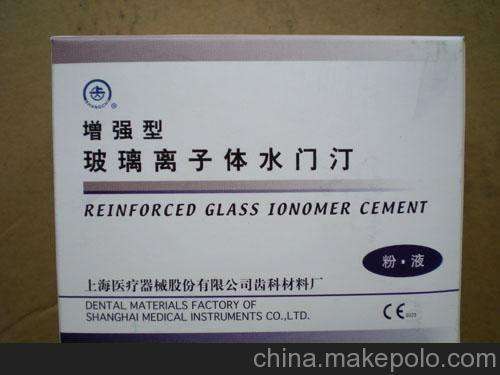 增强型
玻璃离子体水门汀
REINFORCED GLASS IONOMER CEMENT
粉·液
上海医疗器械股份有限公司齿科材料厂
DENTAL MATERIALS FACTORY OF
SHANGHAI MEDICAL INSTRUMENTS CO.,LTD.
CE
china.makepolo.com